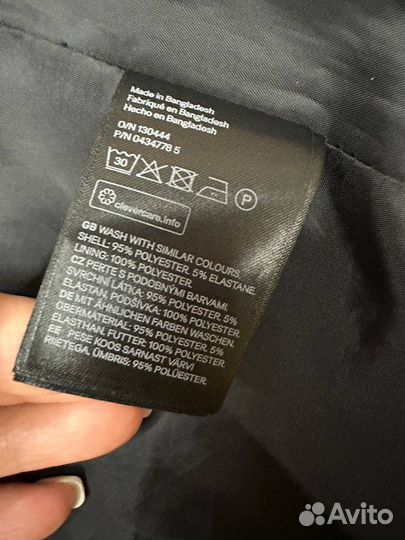 Made in Bangladesh
Fabriqué en Bangladesh
Hecho en Bangladesh
O/N 130444
P/N 0434778 5
30
P
clevercare.info
GB WASH WITH SIMILAR COLOURS.
SHELL: 95% POLYESTER, 5% ELASTANE.
LINING: 100% POLYESTER.
CZ PERTE S PODOBNÝMI BARVAMI.
SVRCHNÍ LÁTKA: 95% POLYESTER, 5%
ELASTAN. PODŠÍVKA: 100% POLYESTER.
DE MIT ÄHNLICHEN FARBEN WASCHEN.
OBERMATERIAL: 95% POLYESTER, 5%
ELASTHAN. FUTTER: 100% POLYESTER.
EE PESE KOOS SARNAST VÄRVI
RIIETEGA. ÜMBRIS: 95% POLÜESTER,
Avito